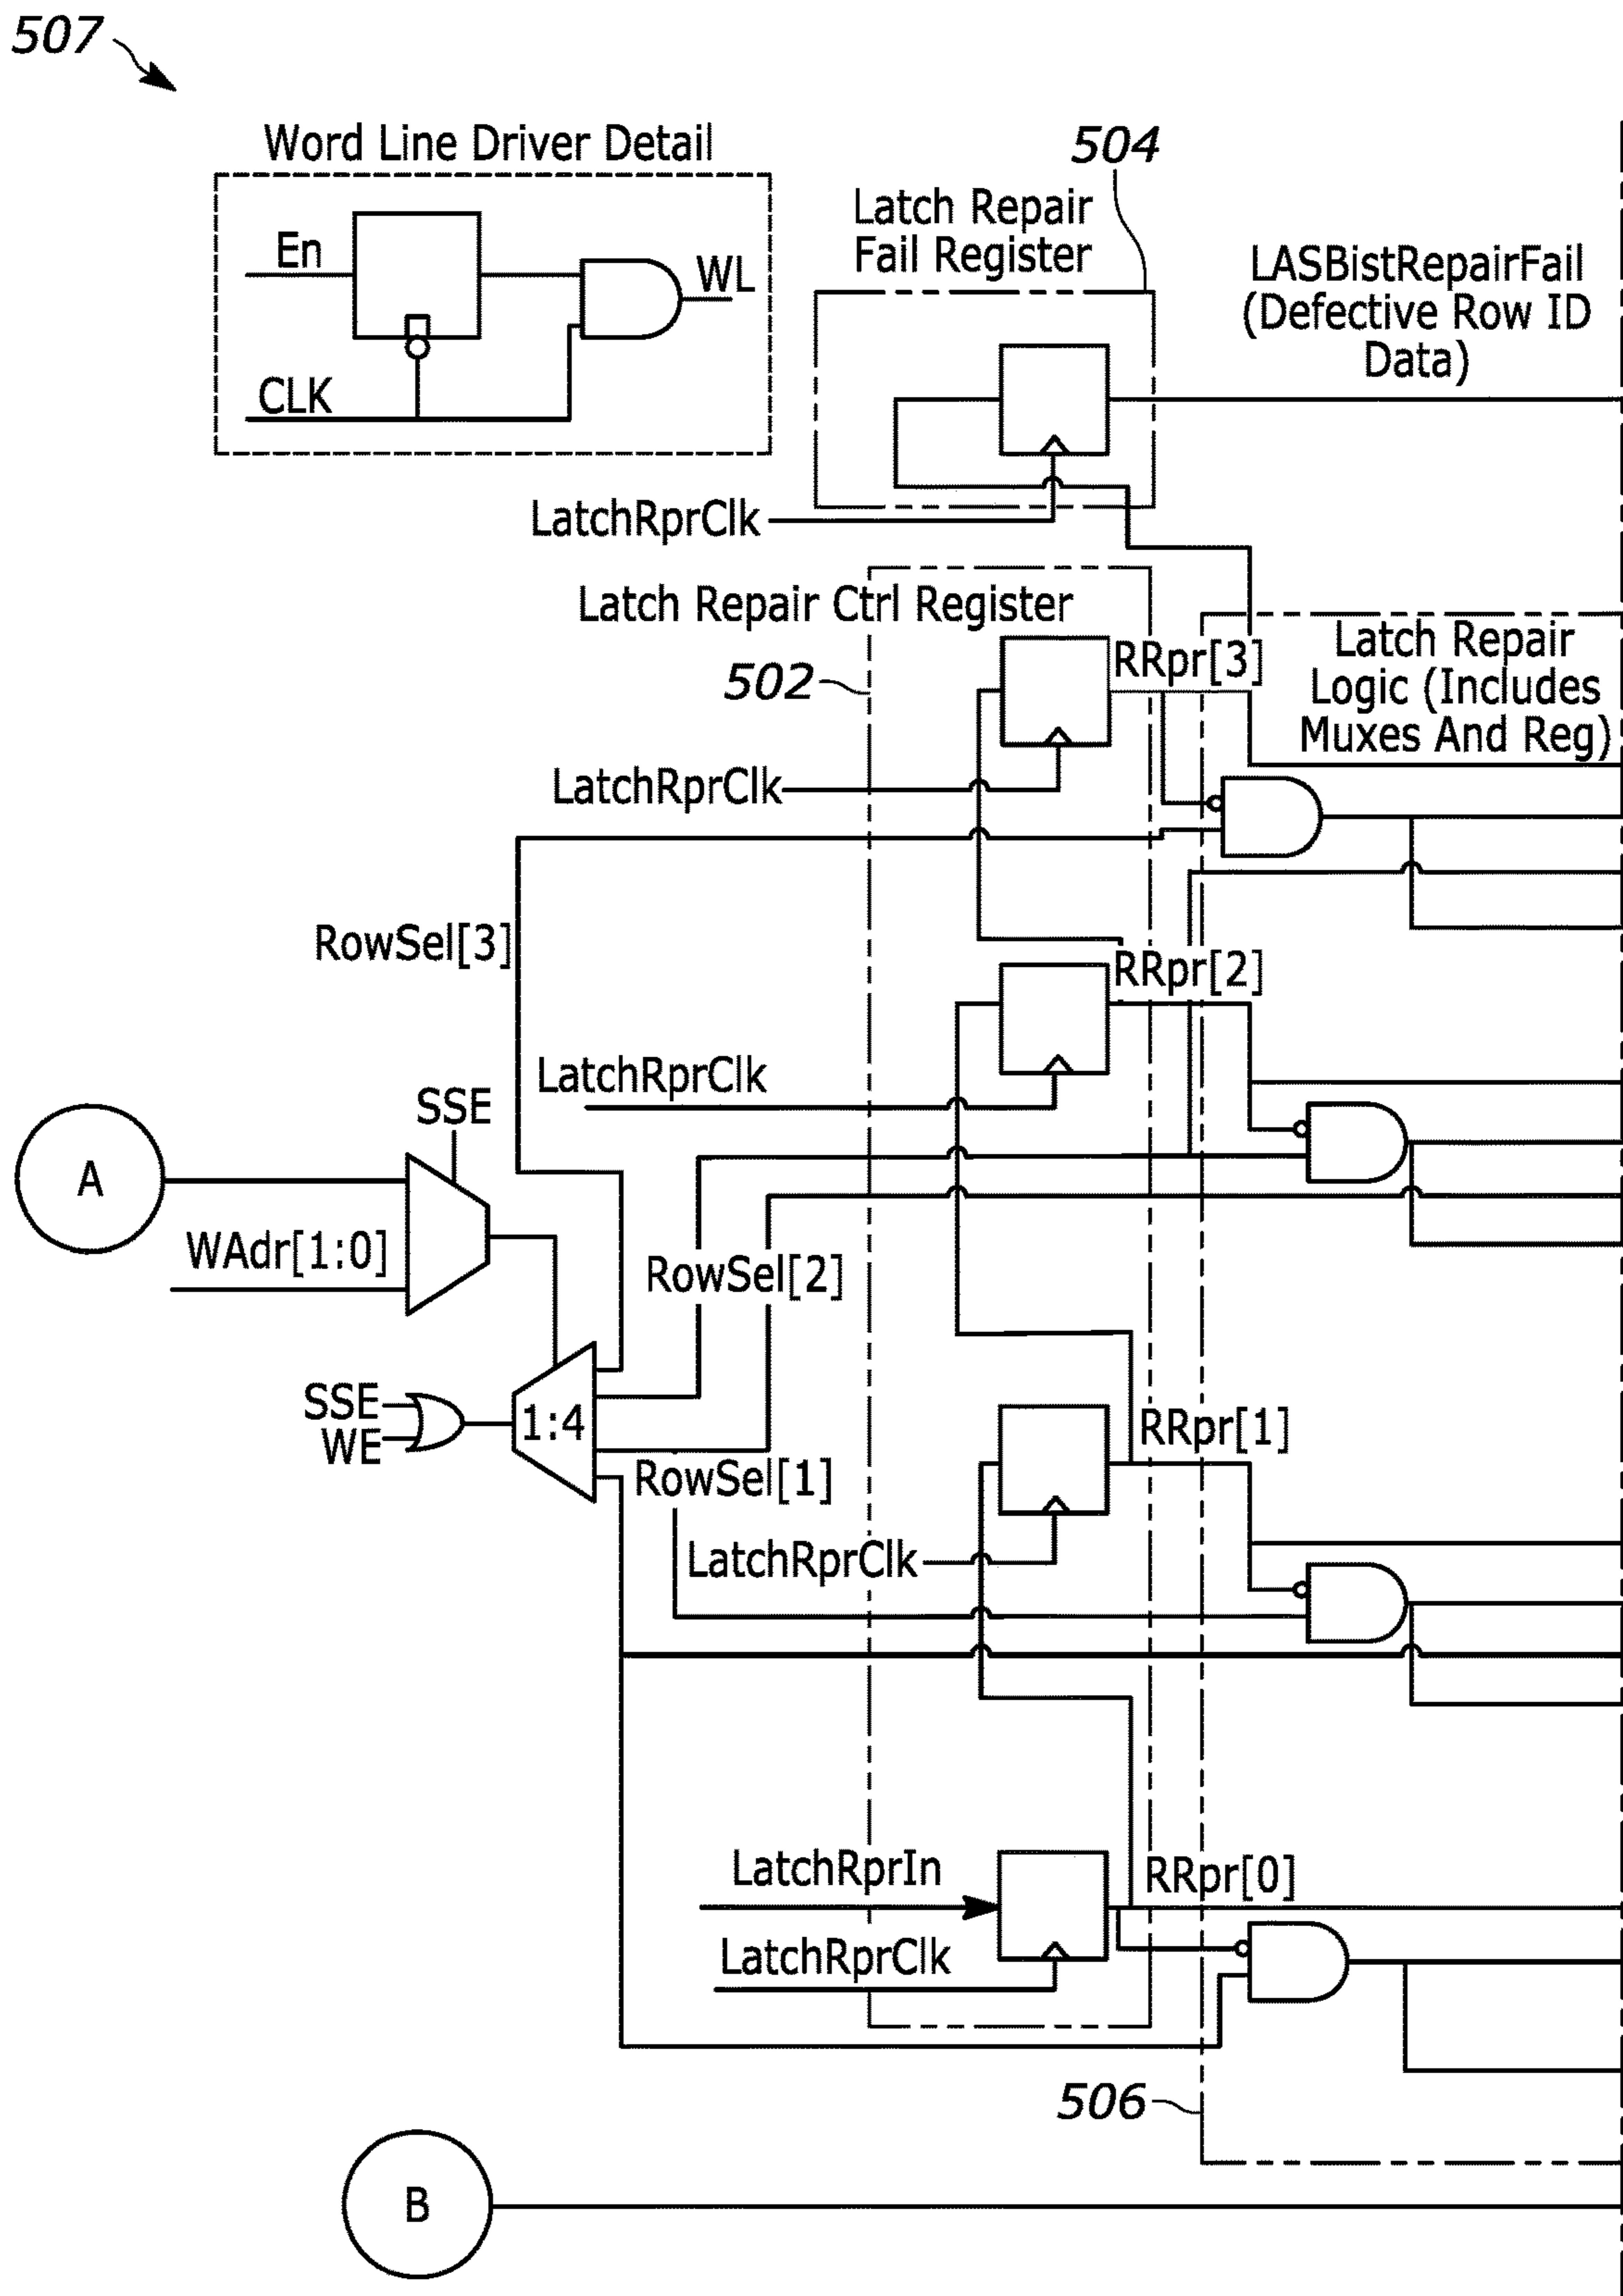 507
Word Line Driver Detail
En
WL
CLK
504
Latch Repair
Fail Register
LASBistRepairFail
(Defective Row ID
Data)
LatchRprClk
Latch Repair Ctrl Register
502
RRpr[3]
Latch Repair
Logic (Includes
Muxes And Reg)
LatchRprClk
RowSel[3]
RRpr[2]
LatchRprClk
SSE
A
WAdr[1:0]
RowSel[2]
SSE
WE
1:4
RowSel[1]
RRpr[1]
LatchRprClk
LatchRprIn
RRpr[0]
LatchRprClk
506
B